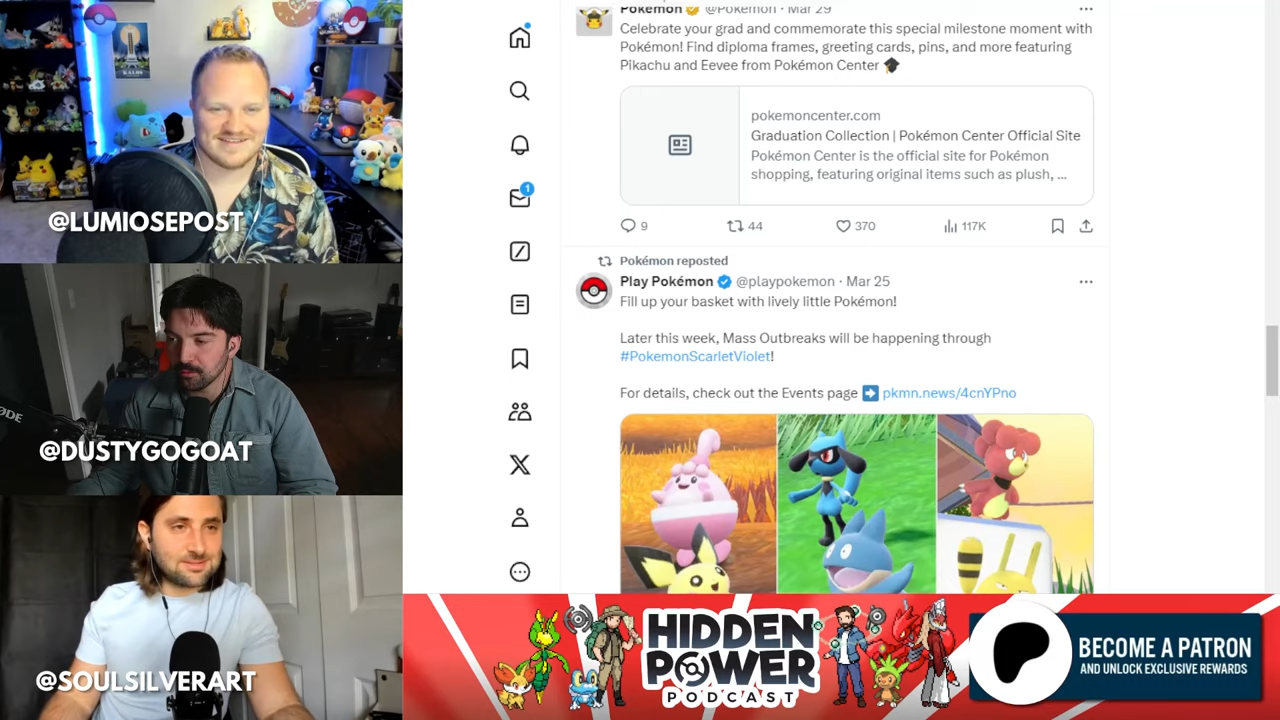 KALOS
@LUMIOSEPOST
@DUSTYGOGOAT
@SOULSILVERART
Pokémon @Pokemon · Mar 29
Celebrate your grad and commemorate this special milestone moment with
Pokémon! Find diploma frames, greeting cards, pins, and more featuring
Pikachu and Eevee from Pokémon Center
pokemoncenter.com
Graduation Collection | Pokémon Center Official Site
Pokémon Center is the official site for Pokémon
shopping, featuring original items such as plush, ...
9 44 370 117K
1
Pokémon reposted
Play Pokémon @playpokemon · Mar 25
Fill up your basket with lively little Pokémon!
Later this week, Mass Outbreaks will be happening through
#PokemonScarletViolet!
For details, check out the Events page ➡ pkmn.news/4cnYPno
HIDDEN
POWER
PODCAST
BECOME A PATRON
AND UNLOCK EXCLUSIVE REWARDS